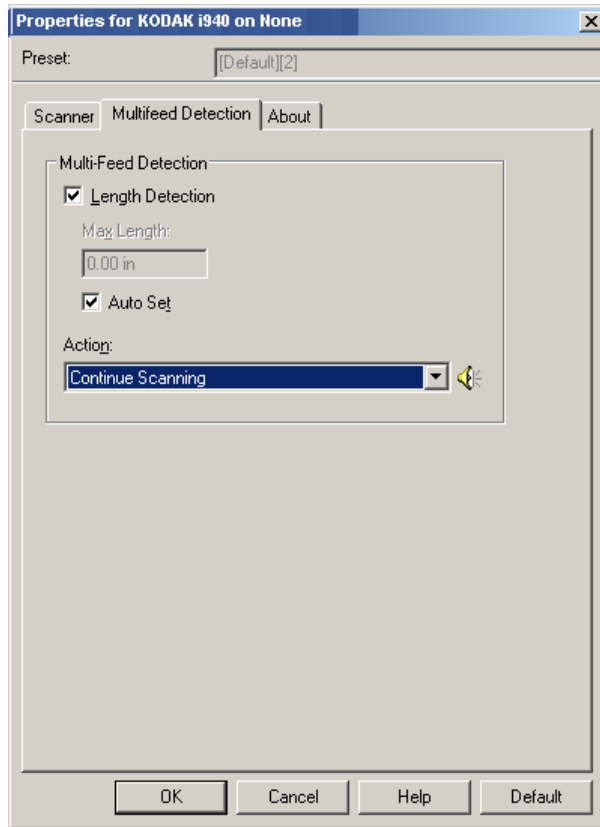 Properties for KODAK i940 on None
Preset: [Default][2]
Scanner Multifeed Detection About
Multi-Feed Detection
Length Detection
Max Length:
0.00 in
Auto Set
Action:
Continue Scanning
OK Cancel Help Default